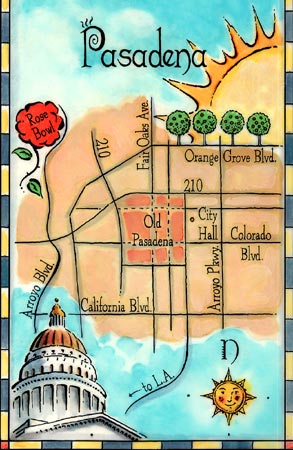 Pasadena
Rose
Bowl
210
Fair Oaks Ave.
Orange Grove Blvd.
210
Old
Pasadena
City
Hall
Colorado
Blvd.
Arroyo Blvd.
Arroyo Pkwy.
California Blvd.
N
← to L.A.